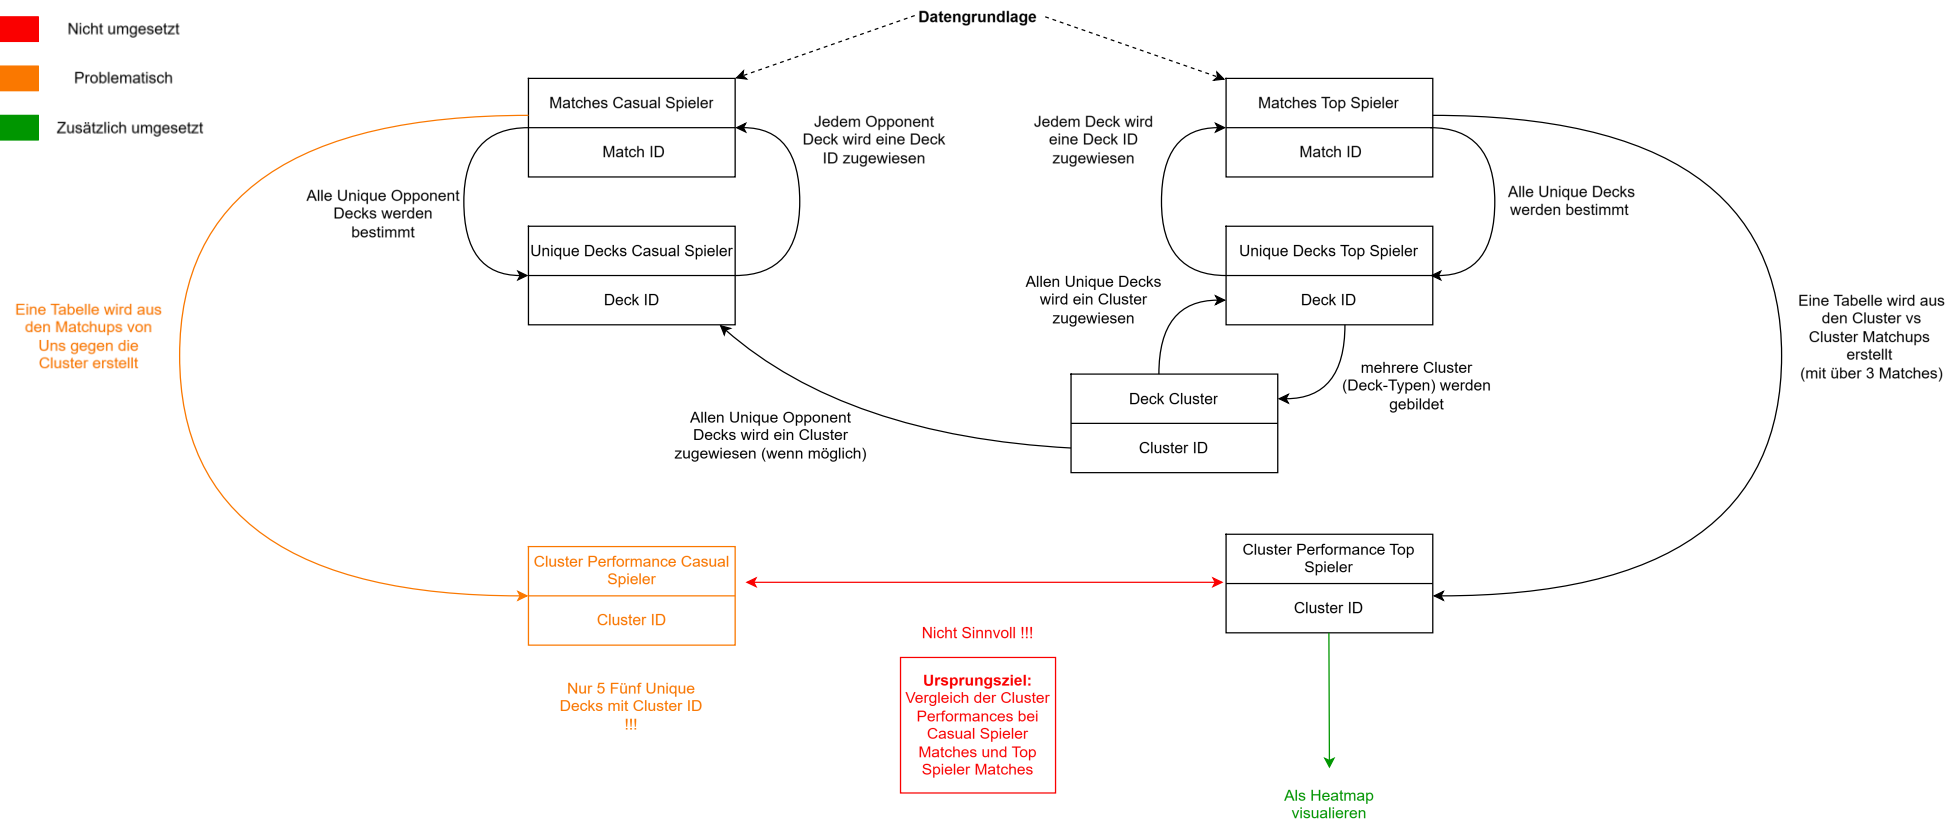 Nicht umgesetzt
Problematisch
Zusätzlich umgesetzt
Datengrundlage
Matches Casual Spieler
Match ID
Jedem Opponent
Deck wird eine Deck
ID zugewiesen
Alle Unique Opponent
Decks werden
bestimmt
Unique Decks Casual Spieler
Deck ID
Jedem Deck wird
eine Deck ID
zugewiesen
Matches Top Spieler
Match ID
Alle Unique Decks
werden bestimmt
Unique Decks Top Spieler
Deck ID
Allen Unique Decks
wird ein Cluster
zugewiesen
Eine Tabelle wird aus
den Matchups von
Uns gegen die
Cluster erstellt
Eine Tabelle wird aus
den Cluster vs
Cluster Matchups
erstellt
(mit über 3 Matches)
mehrere Cluster
(Deck-Typen) werden
gebildet
Deck Cluster
Cluster ID
Allen Unique Opponent
Decks wird ein Cluster
zugewiesen (wenn möglich)
Cluster Performance Casual
Spieler
Cluster ID
Cluster Performance Top
Spieler
Cluster ID
Nicht Sinnvoll !!!
Nur 5 Fünf Unique
Decks mit Cluster ID
!!!
Ursprungsziel:
Vergleich der Cluster
Performances bei
Casual Spieler
Matches und Top
Spieler Matches
Als Heatmap
visualieren